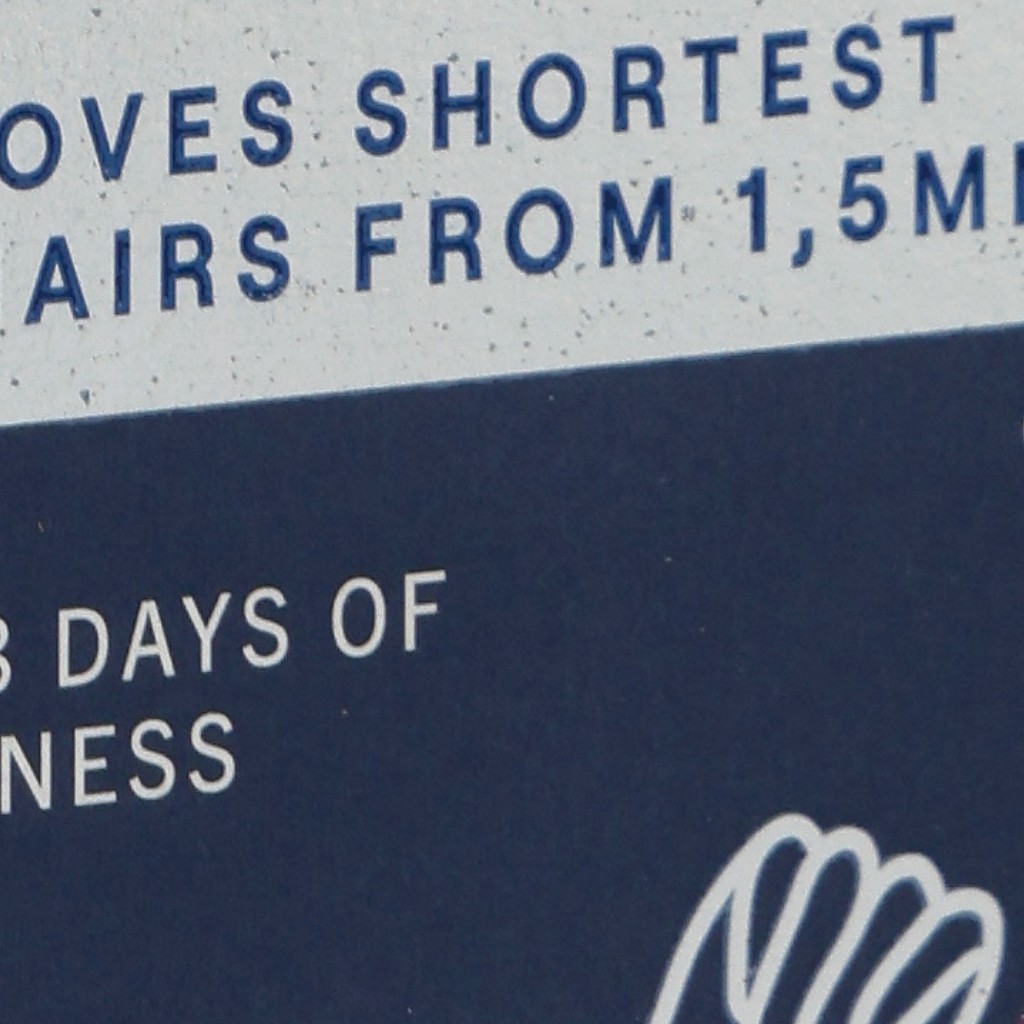 OVES SHORTEST
AIRS FROM 1,5M
DAYS OF
NESS